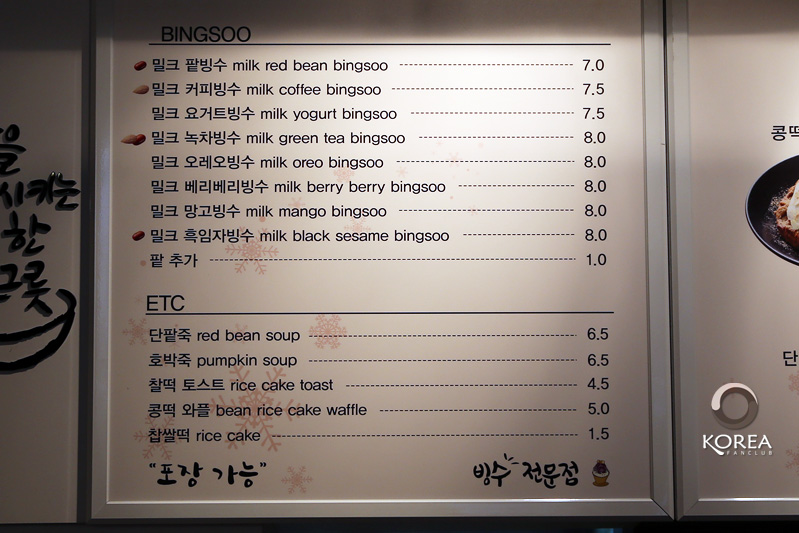 BINGSOO
밀크 팥빙수 milk red bean bingsoo 7.0
밀크 커피빙수 milk coffee bingsoo 7.5
밀크 요거트빙수 milk yogurt bingsoo 7.5
밀크 녹차빙수 milk green tea bingsoo 8.0
밀크 오레오빙수 milk oreo bingsoo 8.0
밀크 베리베리빙수 milk berry berry bingsoo 8.0
밀크 망고빙수 milk mango bingsoo 8.0
밀크 흑임자빙수 milk black sesame bingsoo 8.0
팥 추가 1.0
ETC
단팥죽 red bean soup 6.5
호박죽 pumpkin soup 6.5
찰떡 토스트 rice cake toast 4.5
콩떡 와플 bean rice cake waffle 5.0
찹쌀떡 rice cake 1.5
"포장 가능" 빙수 전문점
을
시키는
한
콩떡
단
KOREA
FANCLUB